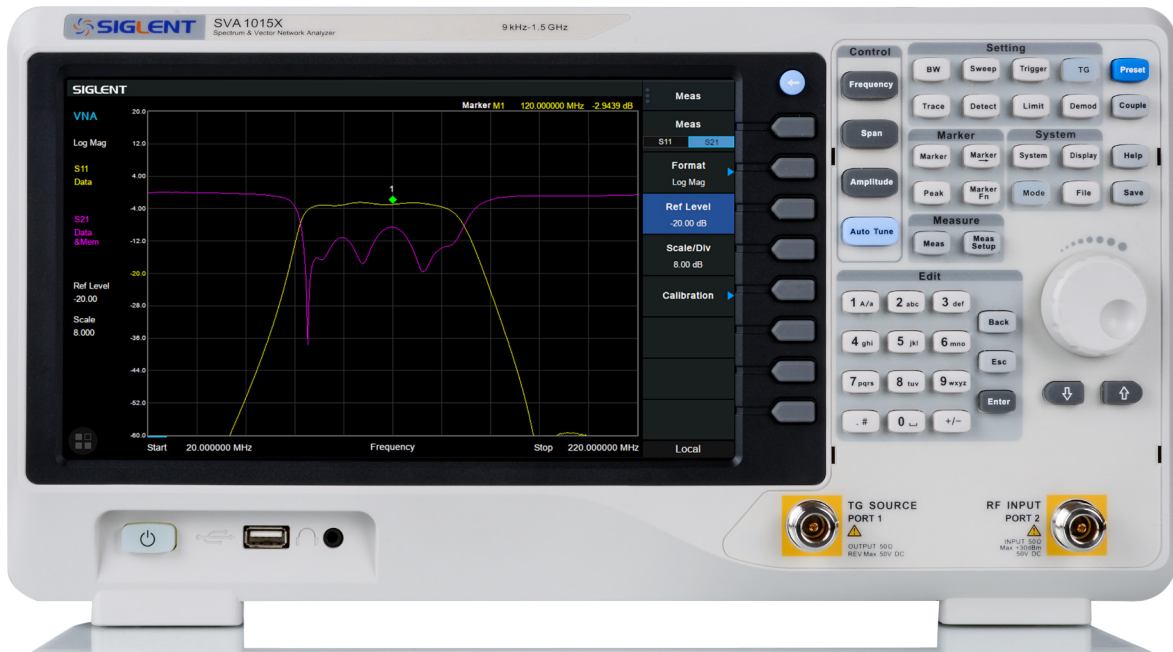 SIGLENT
SVA1015X
Spectrum & Vector Network Analyzer
9 kHz-1.5 GHz
SIGLENT
VNA
Log Mag
S11
Data
S21
Data
&Mem
Ref Level
-20.00
Scale
8.000
Marker M1 120.000000 MHz -2.9439 dB
20.0
12.0
4.00
-4.00
-12.0
-20.0
-28.0
-36.0
-44.0
-52.0
-60.0
1
Start 20.000000 MHz Frequency Stop 220.000000 MHz
Meas
Meas
S11 S21
Format
Log Mag
Ref Level
-20.00 dB
Scale/Div
8.00 dB
Calibration
Local
Control
Frequency
Span
Amplitude
Auto Tune
Setting
BW Sweep Trigger TG Preset
Trace Detect Limit Demod Couple
Marker System
Marker Marker → System Display Help
Peak Marker Fn Mode File Save
Measure
Meas Meas Setup
Edit
1 A/a 2 abc 3 def
Back
4 ghi 5 jkl 6 mno
Esc
7 pqrs 8 tuv 9 wxyz
Enter
. # 0 ⎵ +/−
TG SOURCE
PORT 1
OUTPUT 50Ω
REV Max 50V DC
RF INPUT
PORT 2
INPUT 50Ω
Max +30dBm
50V DC